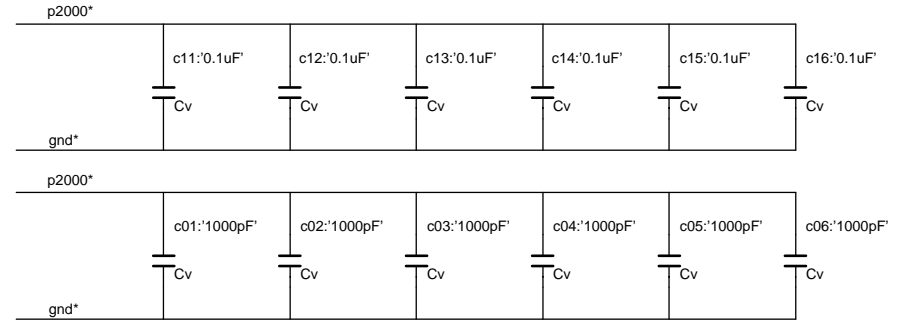 p2000*
c11:'0.1uF' c12:'0.1uF' c13:'0.1uF' c14:'0.1uF' c15:'0.1uF' c16:'0.1uF'
Cv Cv Cv Cv Cv Cv
gnd*
p2000*
c01:'1000pF' c02:'1000pF' c03:'1000pF' c04:'1000pF' c05:'1000pF' c06:'1000pF'
Cv Cv Cv Cv Cv Cv
gnd*